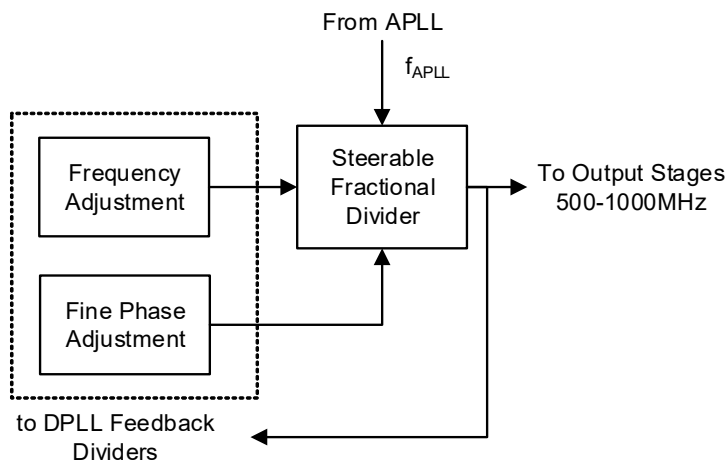 From APLL
fAPLL
Frequency
Adjustment
Steerable
Fractional
Divider
To Output Stages
500-1000MHz
Fine Phase
Adjustment
to DPLL Feedback
Dividers